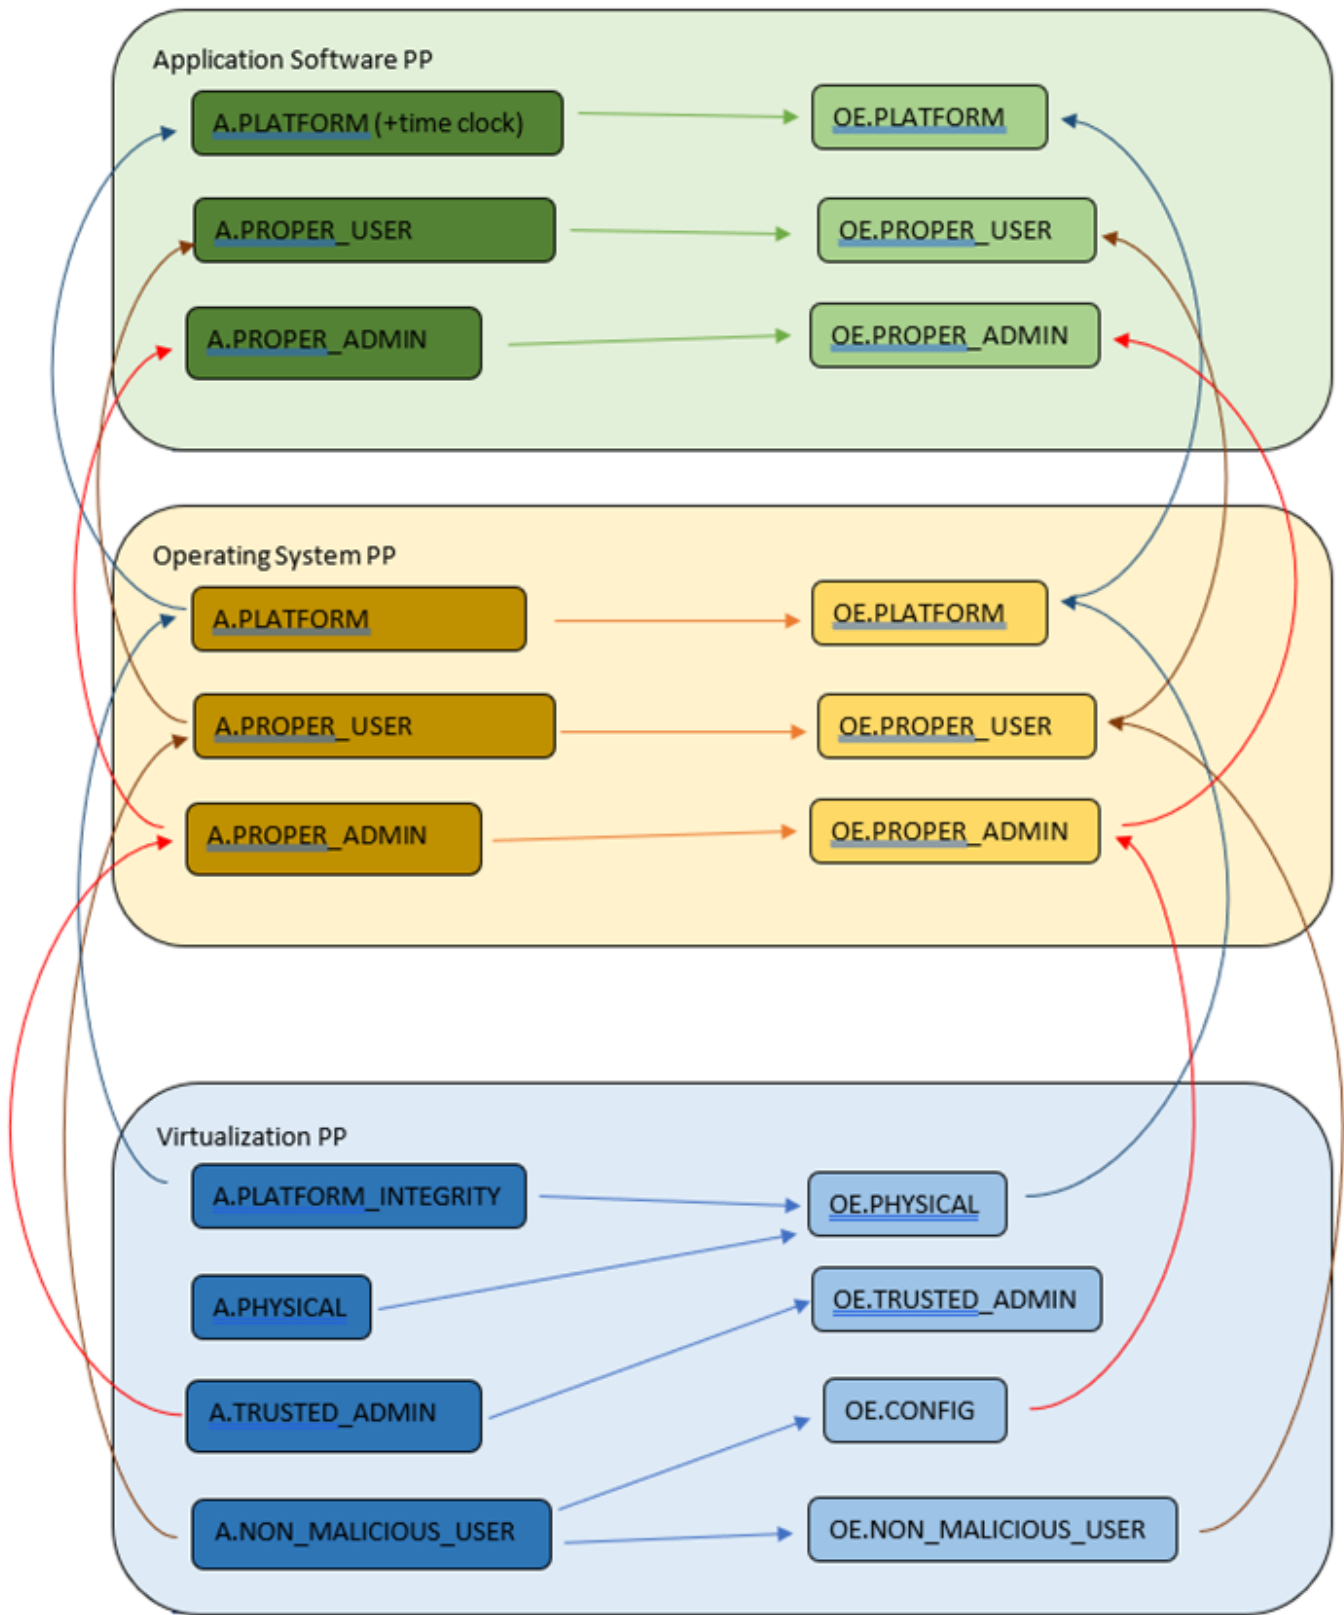 Application Software PP
A.PLATFORM (+time clock)
OE.PLATFORM
A.PROPER_USER
OE.PROPER_USER
A.PROPER_ADMIN
OE.PROPER_ADMIN
Operating System PP
A.PLATFORM
OE.PLATFORM
A.PROPER_USER
OE.PROPER_USER
A.PROPER_ADMIN
OE.PROPER_ADMIN
Virtualization PP
A.PLATFORM_INTEGRITY
OE.PHYSICAL
A.PHYSICAL
OE.TRUSTED_ADMIN
A.TRUSTED_ADMIN
OE.CONFIG
A.NON_MALICIOUS_USER
OE.NON_MALICIOUS_USER